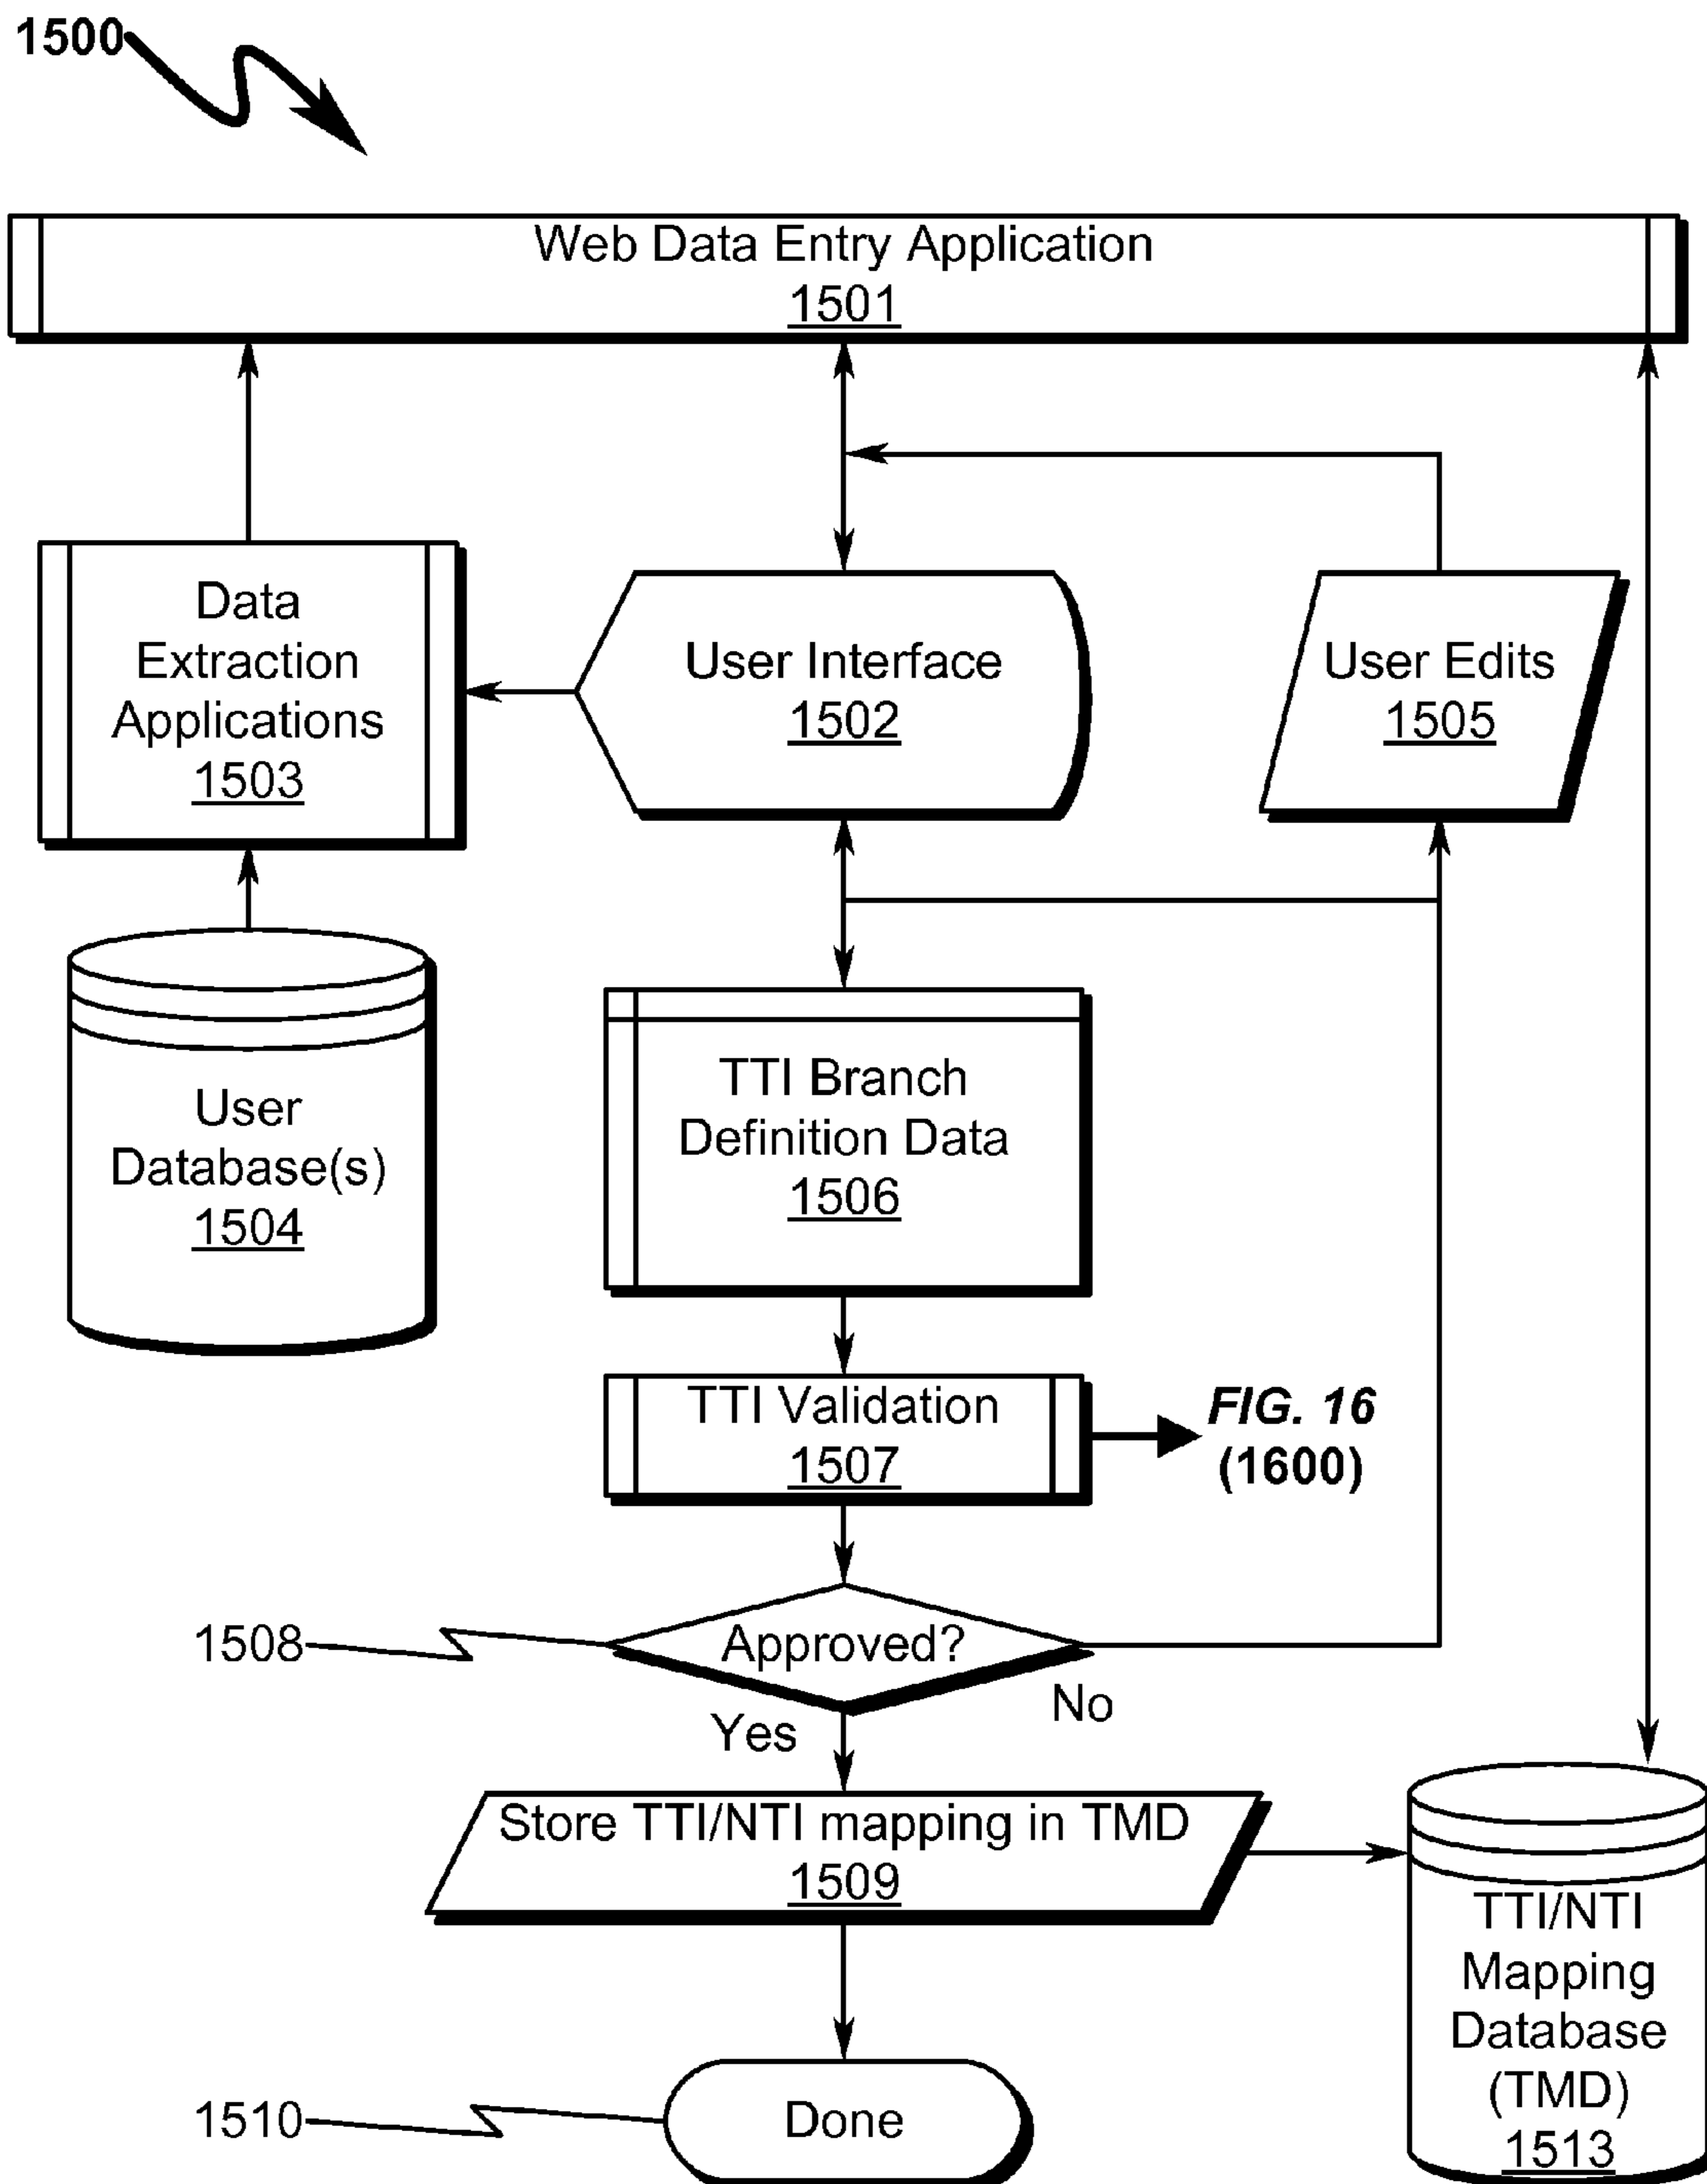 1500
Web Data Entry Application
1501
Data
Extraction
Applications
1503
User Interface
1502
User Edits
1505
User
Database(s)
1504
TTI Branch
Definition Data
1506
TTI Validation
1507
FIG. 16
(1600)
1508
Approved?
No
Yes
Store TTI/NTI mapping in TMD
1509
TTI/NTI
Mapping
Database
(TMD)
1513
1510
Done